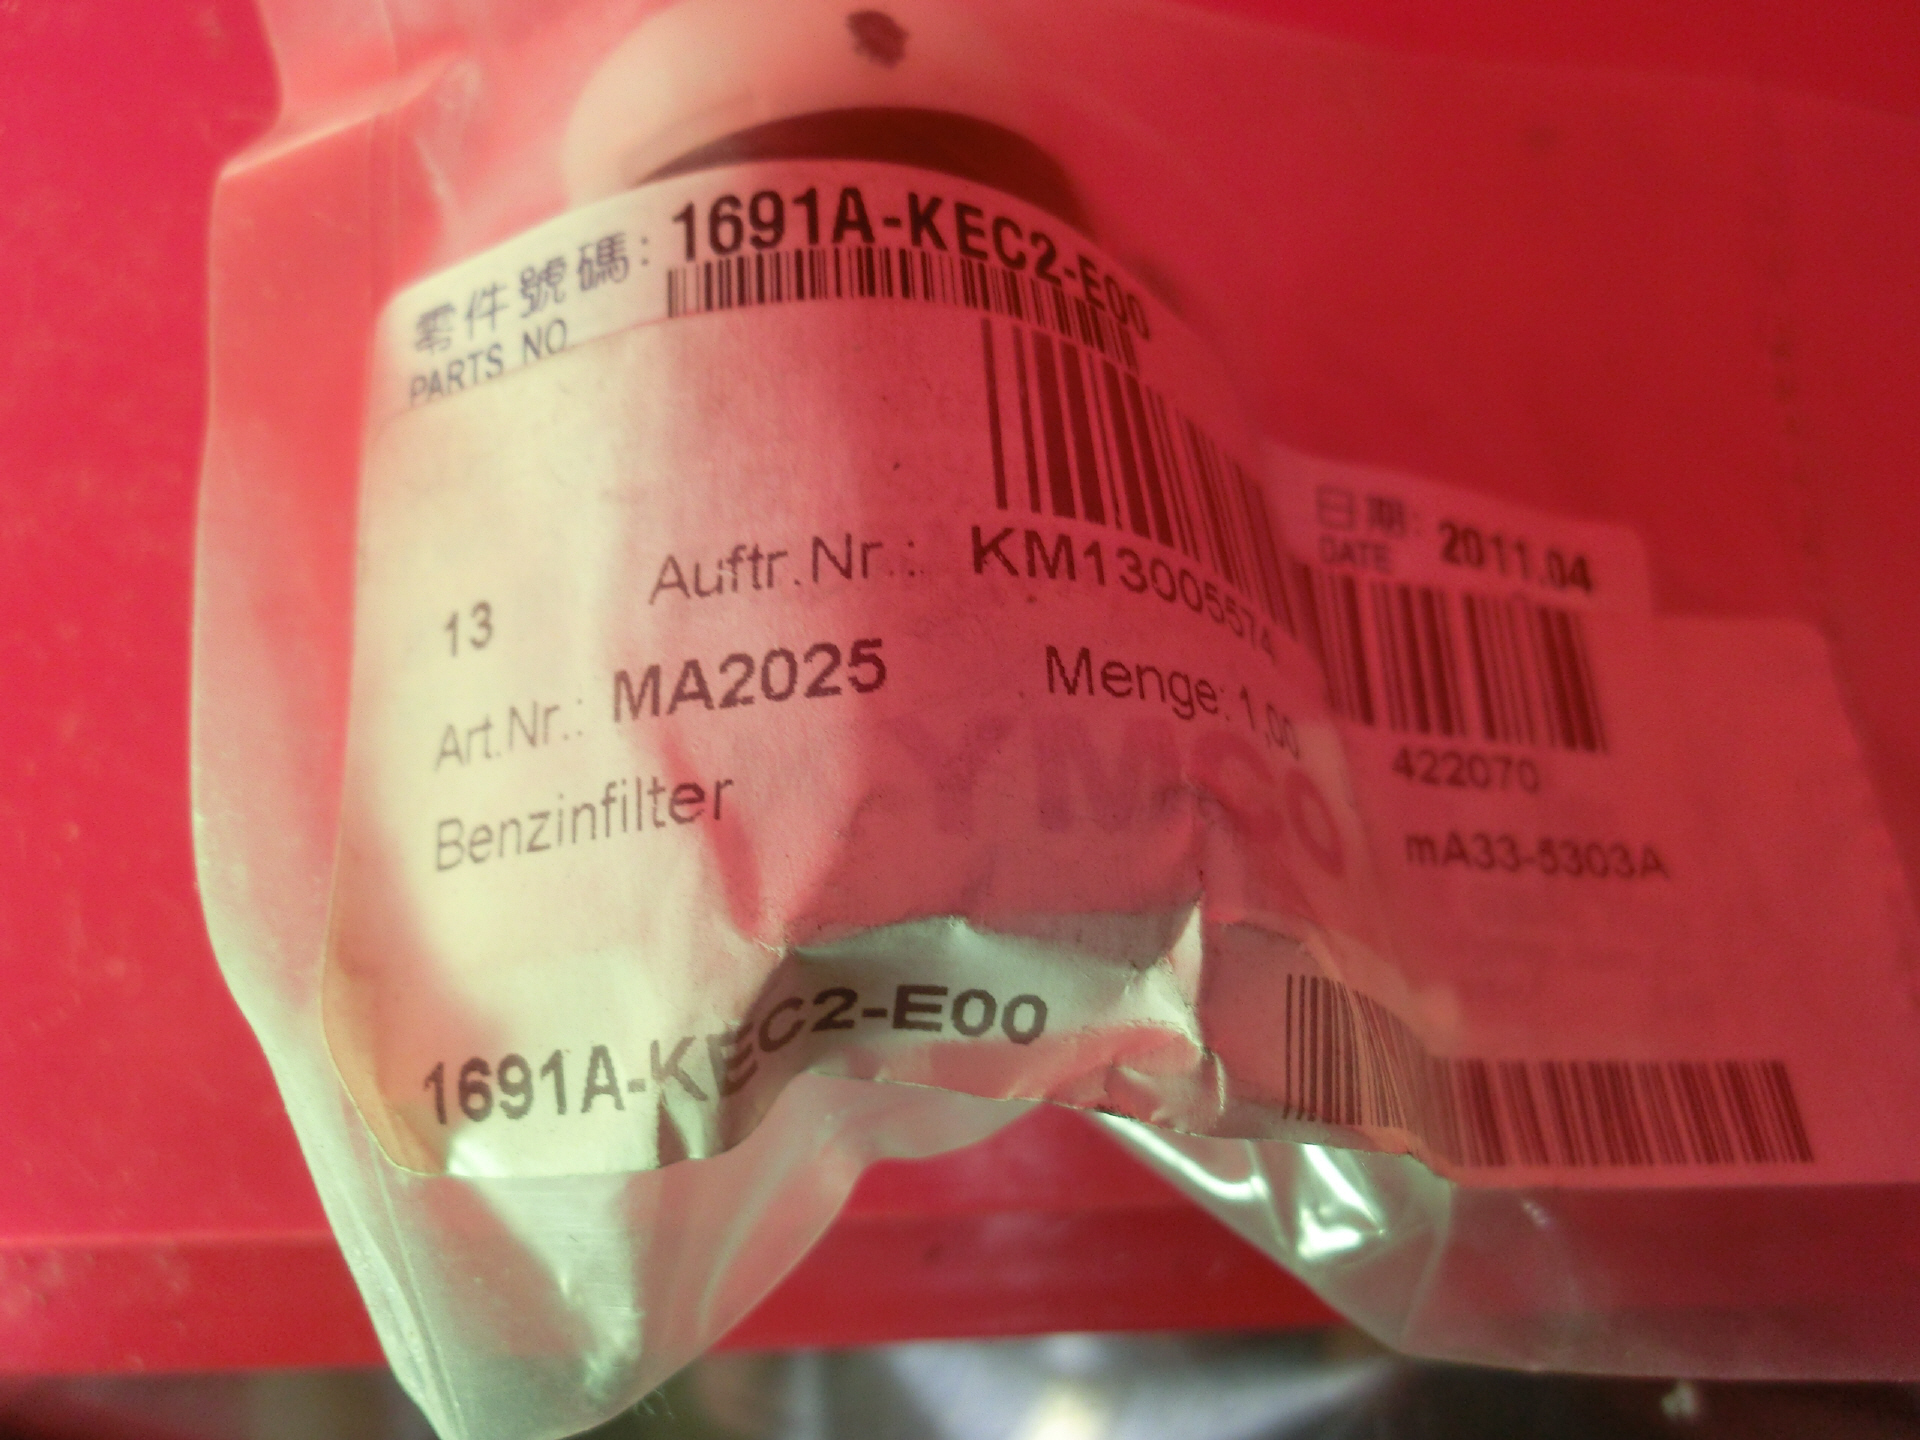 零件號碼: 1691A-KEC2-E00
PARTS NO
日期: 2011.04
DATE
13 Auftr.Nr.: KM13005574
422070
Art.Nr.: MA2025 Menge: 1,00
Benzinfilter
mA33-5303A
YMCO
1691A-KEC2-E00